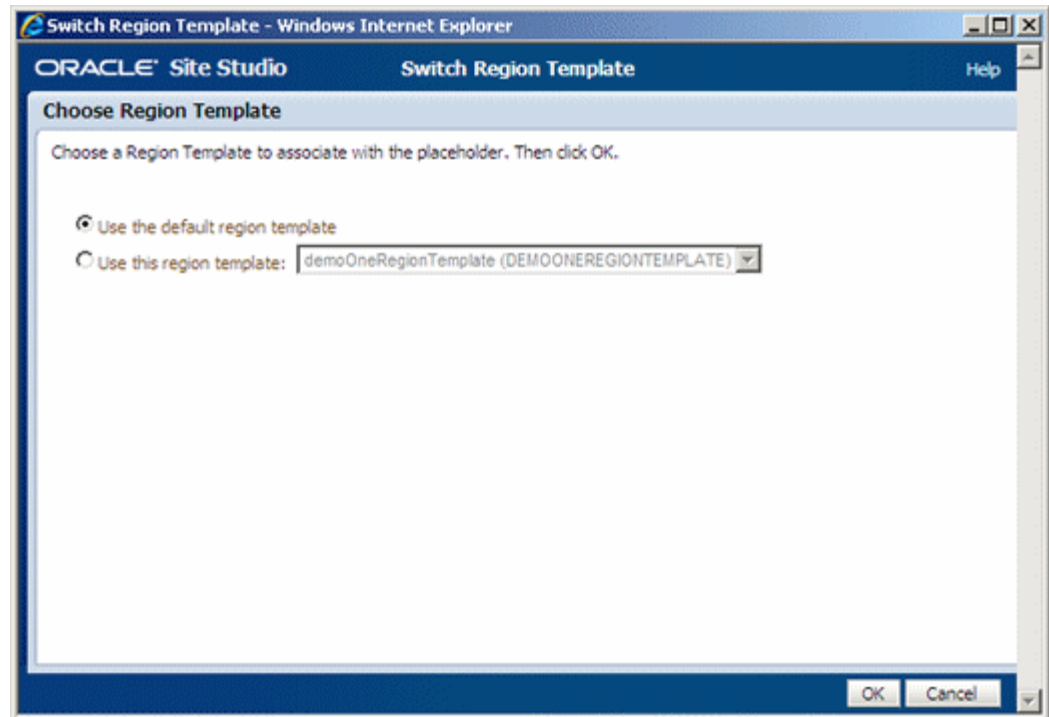 Switch Region Template - Windows Internet Explorer
ORACLE Site Studio Switch Region Template Help
Choose Region Template
Choose a Region Template to associate with the placeholder. Then click OK.
Use the default region template
Use this region template: demoOneRegionTemplate (DEMOONEREGIONTEMPLATE)
OK Cancel